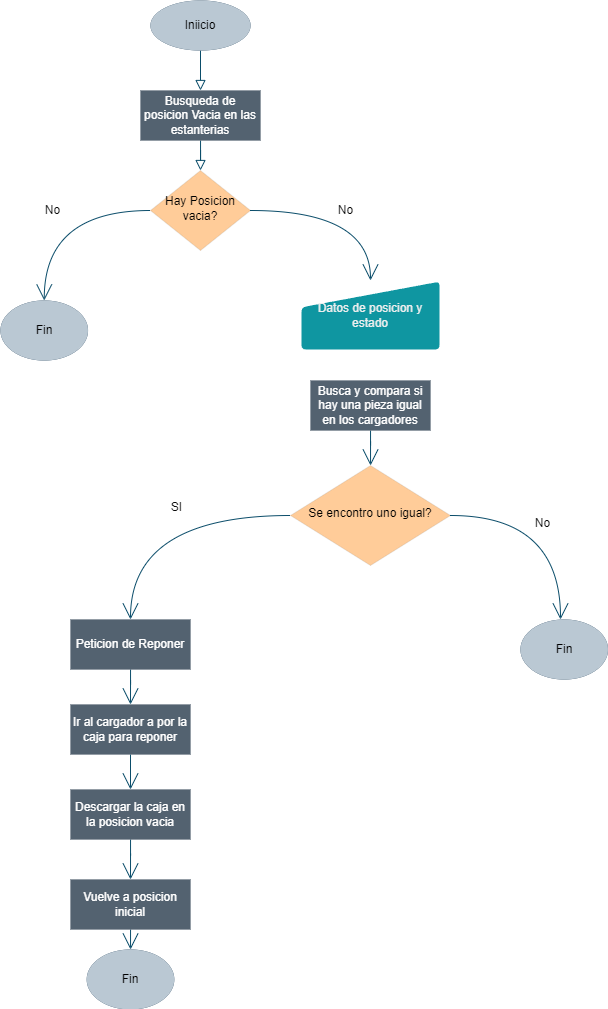 Iniicio
Busqueda de
posicion Vacia en las
estanterias
Hay Posicion
vacia?
No
No
Fin
Datos de posicion y
estado
Busca y compara si
hay una pieza igual
en los cargadores
Se encontro uno igual?
SI
No
Peticion de Reponer
Fin
Ir al cargador a por la
caja para reponer
Descargar la caja en
la posicion vacia
Vuelve a posicion
inicial
Fin